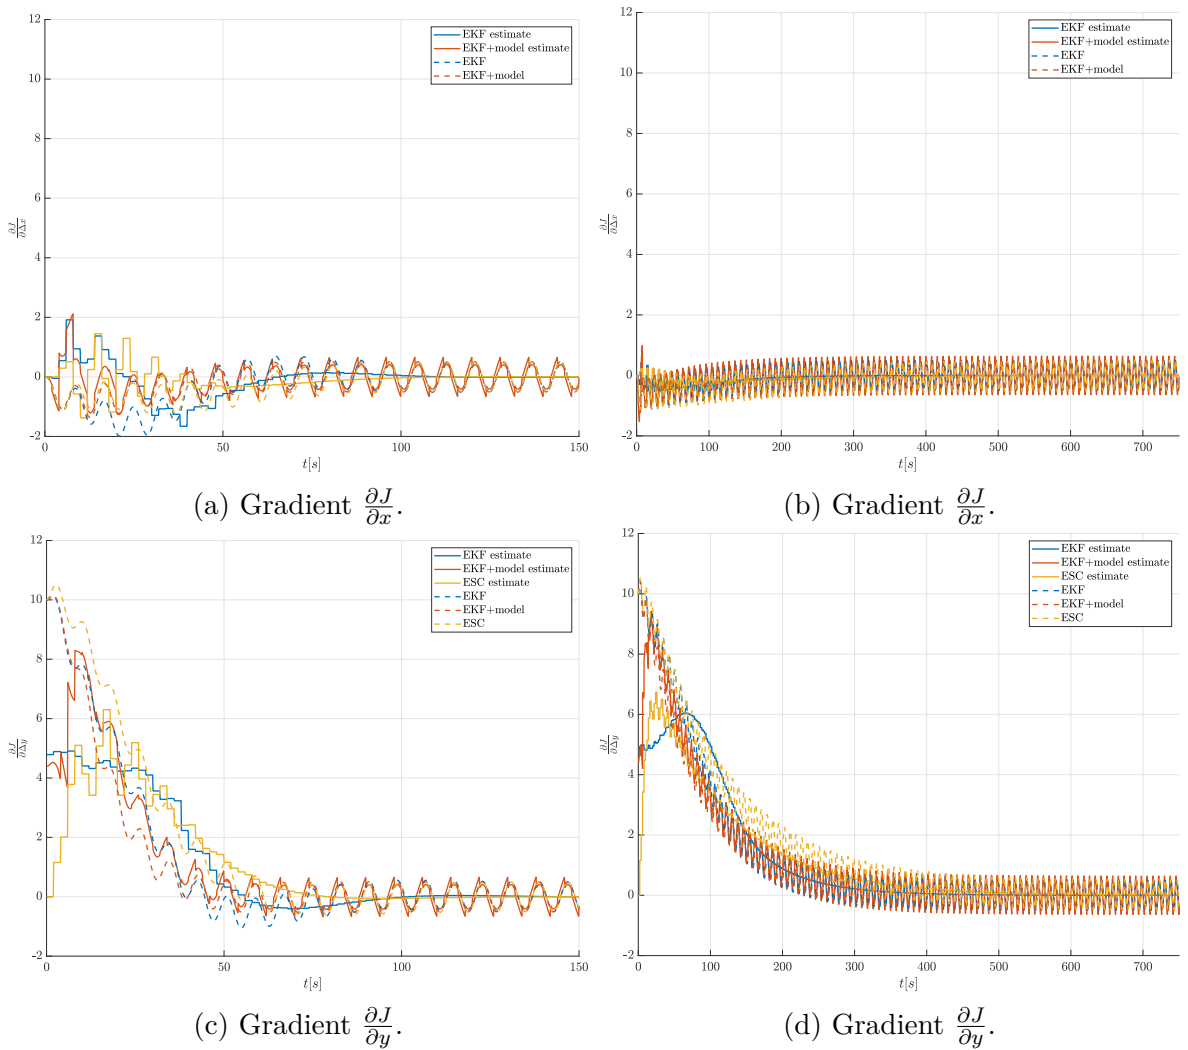 12
10
8
6
4
2
0
-2
0
50
100
150
t[s]
∂J/∂Δx
EKF estimate
EKF+model estimate
EKF
EKF+model
(a) Gradient ∂J/∂x.
12
10
8
6
4
2
0
-2
0
100
200
300
400
500
600
700
t[s]
∂J/∂Δx
EKF estimate
EKF+model estimate
EKF
EKF+model
(b) Gradient ∂J/∂x.
12
10
8
6
4
2
0
-2
0
50
100
150
t[s]
∂J/∂Δy
EKF estimate
EKF+model estimate
ESC estimate
EKF
EKF+model
ESC
(c) Gradient ∂J/∂y.
12
10
8
6
4
2
0
-2
0
100
200
300
400
500
600
700
t[s]
∂J/∂Δy
EKF estimate
EKF+model estimate
ESC estimate
EKF
EKF+model
ESC
(d) Gradient ∂J/∂y.